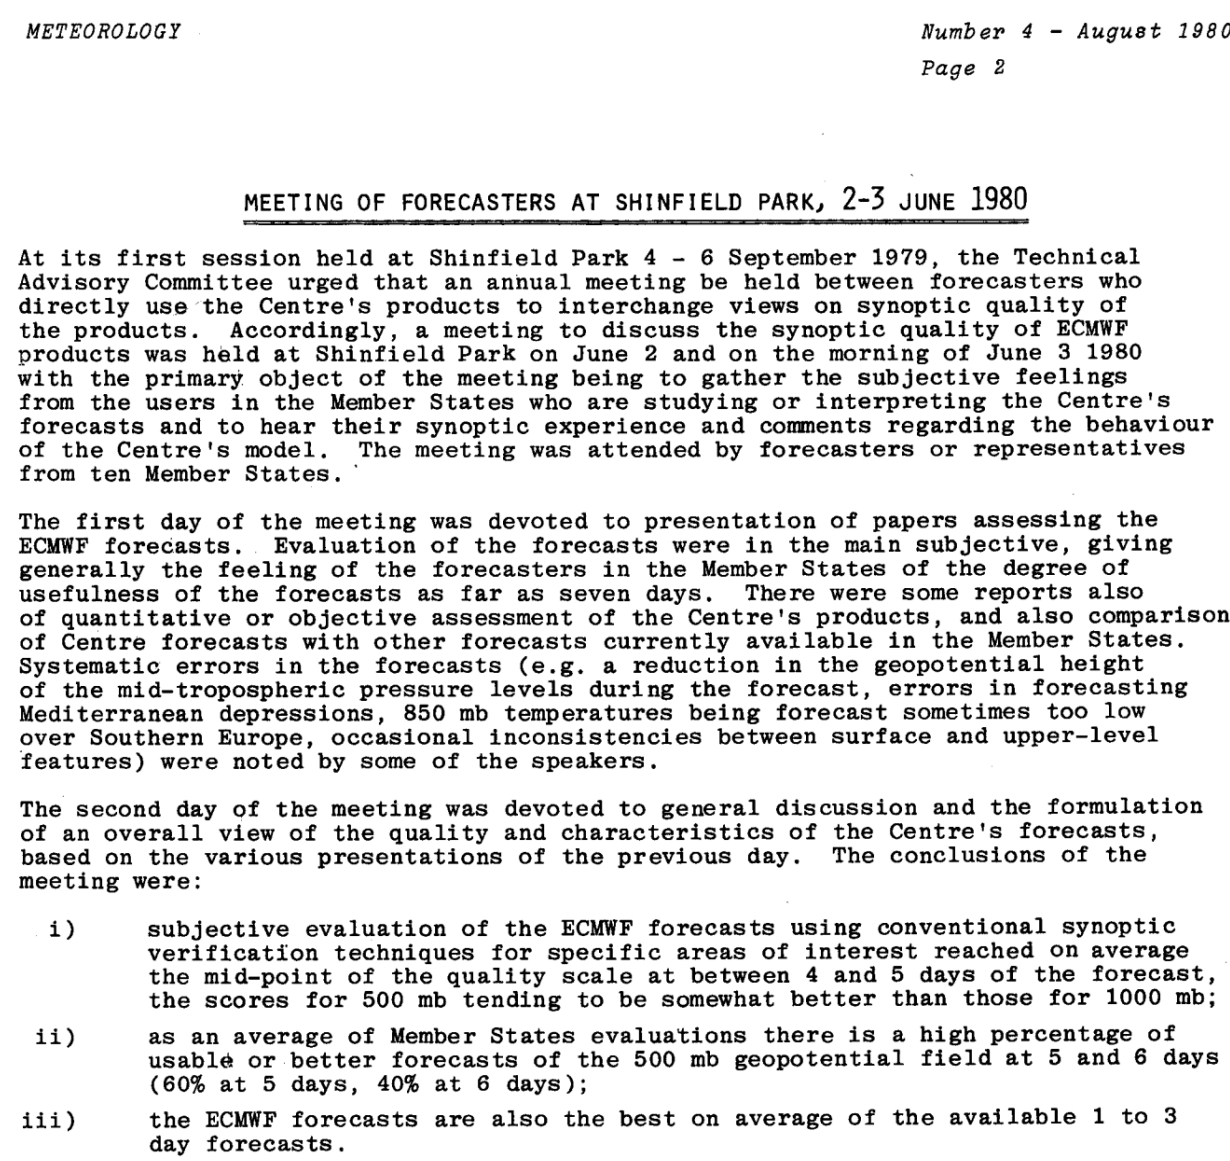 METEOROLOGY
Number 4 - August 1980
Page 2
MEETING OF FORECASTERS AT SHINFIELD PARK, 2-3 JUNE 1980
At its first session held at Shinfield Park 4 - 6 September 1979, the Technical
Advisory Committee urged that an annual meeting be held between forecasters who
directly use the Centre's products to interchange views on synoptic quality of
the products. Accordingly, a meeting to discuss the synoptic quality of ECMWF
products was held at Shinfield Park on June 2 and on the morning of June 3 1980
with the primary object of the meeting being to gather the subjective feelings
from the users in the Member States who are studying or interpreting the Centre's
forecasts and to hear their synoptic experience and comments regarding the behaviour
of the Centre's model. The meeting was attended by forecasters or representatives
from ten Member States.
The first day of the meeting was devoted to presentation of papers assessing the
ECMWF forecasts. Evaluation of the forecasts were in the main subjective, giving
generally the feeling of the forecasters in the Member States of the degree of
usefulness of the forecasts as far as seven days. There were some reports also
of quantitative or objective assessment of the Centre's products, and also comparison
of Centre forecasts with other forecasts currently available in the Member States.
Systematic errors in the forecasts (e.g. a reduction in the geopotential height
of the mid-tropospheric pressure levels during the forecast, errors in forecasting
Mediterranean depressions, 850 mb temperatures being forecast sometimes too low
over Southern Europe, occasional inconsistencies between surface and upper-level
features) were noted by some of the speakers.
The second day of the meeting was devoted to general discussion and the formulation
of an overall view of the quality and characteristics of the Centre's forecasts,
based on the various presentations of the previous day. The conclusions of the
meeting were:
i) subjective evaluation of the ECMWF forecasts using conventional synoptic
verification techniques for specific areas of interest reached on average
the mid-point of the quality scale at between 4 and 5 days of the forecast,
the scores for 500 mb tending to be somewhat better than those for 1000 mb;
ii) as an average of Member States evaluations there is a high percentage of
usable or better forecasts of the 500 mb geopotential field at 5 and 6 days
(60% at 5 days, 40% at 6 days);
iii) the ECMWF forecasts are also the best on average of the available 1 to 3
day forecasts.